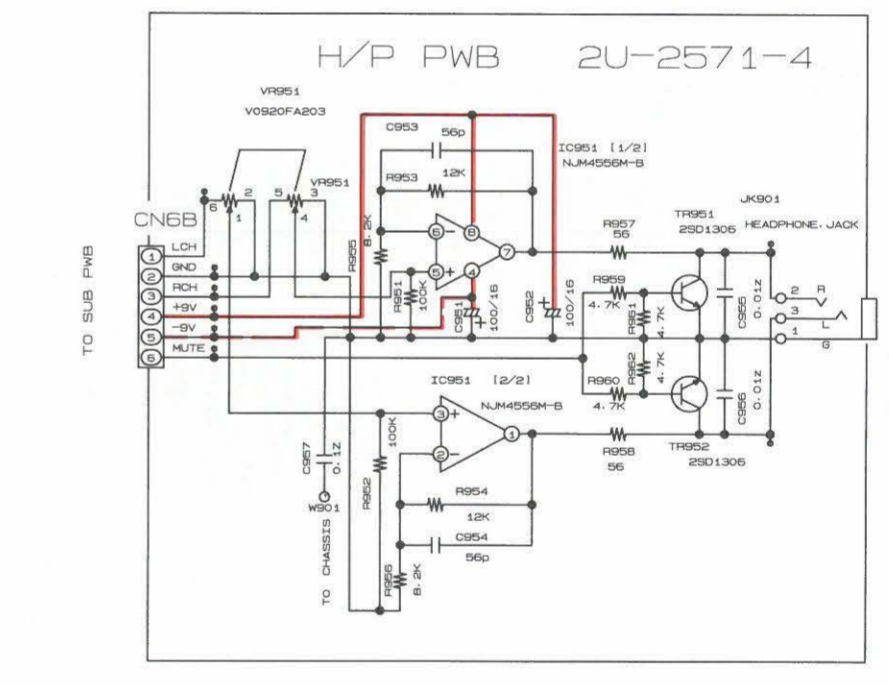 H/P PWB 2U-2571-4
VR951
V0920FA203
C953
56p
IC951 [1/2]
NJM4556M-B
R953
12K
VR951
6
2
1
5
3
4
JK901
HEADPHONE.JACK
TR951
2SD1306
CN6B
TO SUB PWB
1 LCH
2 GND
3 RCH
4 +9V
5 -9V
6 MUTE
R955
8.2K
6 -
5 +
8
4
7
R957
56
R951
100K
C951
100/16
+
C952
100/16
+
R959
4.7K
R961
4.7K
R962
4.7K
R960
4.7K
C955
0.01Z
C956
0.01Z
2 R
3 L
1 G
IC951 [2/2]
NJM4556M-B
3 +
2 -
1
R958
56
TR952
2SD1306
C957
0.1Z
W901
TO CHASSIS
R952
100K
R954
12K
C954
56p
R956
8.2K